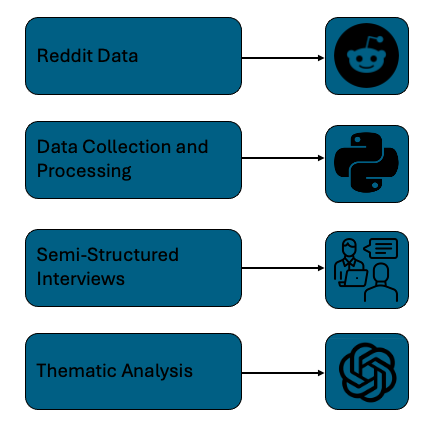 Reddit Data
Data Collection and
Processing
Semi-Structured
Interviews
Thematic Analysis